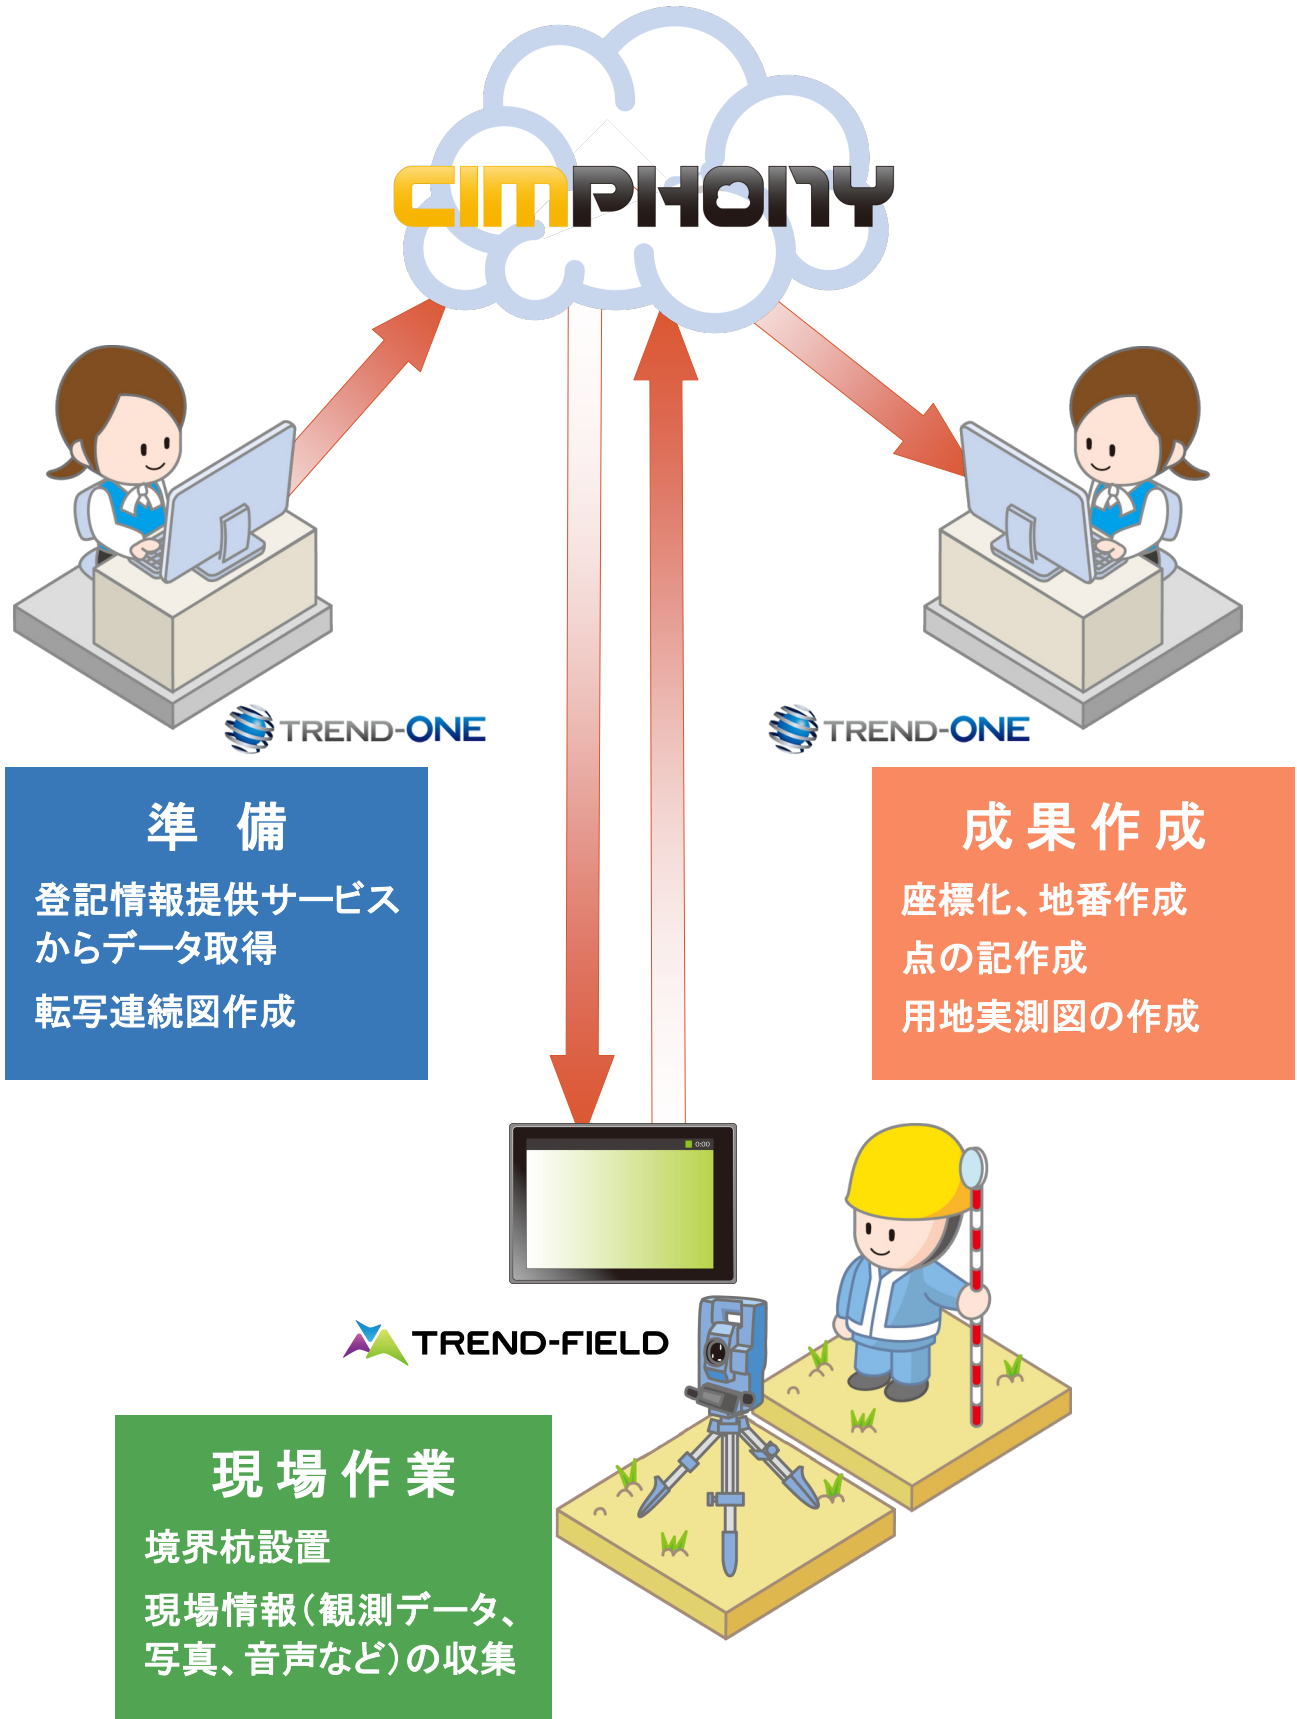 CIMPHONY
TREND-ONE
TREND-ONE
準 備
登記情報提供サービス
からデータ取得
転写連続図作成
成果作成
座標化、地番作成
点の記作成
用地実測図の作成
0:00
TREND-FIELD
現場作業
境界杭設置
現場情報（観測データ、
写真、音声など）の収集